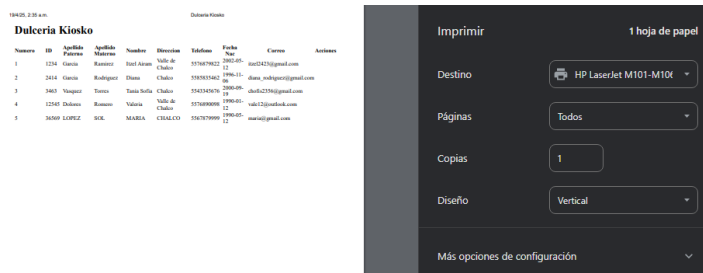 19/4/25, 2:35 a.m. Dulceria Kiosko
Dulceria Kiosko
Numero ID Apellido Paterno Apellido Materno Nombre Direccion Telefono Fecha Nac Correo Acciones
1 1234 Garcia Ramirez Itzel Airam Valle de Chalco 5576879822 2002-05-12 itzel2423@gmail.com
2 2414 Garcia Rodriguez Diana Chalco 5585835462 1996-11-06 diana_rodriguez@gmail.com
3 3463 Vasquez Torres Tania Sofia Chalco 5543345676 2000-09-19 chofis2356@gmail.com
4 12545 Dolores Romero Valeria Valle de Chalco 5576890098 1990-01-12 vale12@outlook.com
5 36569 LOPEZ SOL MARIA CHALCO 5567879999 1990-05-12 maria@gmail.com
Imprimir 1 hoja de papel
Destino HP LaserJet M101-M106
Páginas Todos
Copias 1
Diseño Vertical
Más opciones de configuración